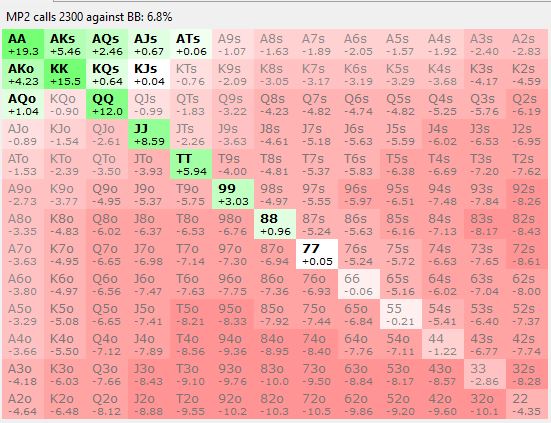 MP2 calls 2300 against BB: 6.8%
AA AKs AQs AJs ATs A9s A8s A7s A6s A5s A4s A3s A2s
+19.3 +5.46 +2.46 +0.67 +0.06 -1.07 -1.63 -1.89 -2.05 -1.57 -1.92 -2.40 -2.83
AKo KK KQs KJs KTs K9s K8s K7s K6s K5s K4s K3s K2s
+4.23 +15.5 +0.64 +0.04 -0.76 -2.09 -3.05 -3.17 -3.19 -3.29 -3.68 -4.17 -4.59
AQo KQo QQ QJs QTs Q9s Q8s Q7s Q6s Q5s Q4s Q3s Q2s
+1.04 -0.90 +12.0 -0.99 -1.83 -3.22 -4.23 -4.82 -4.74 -4.82 -5.25 -5.76 -6.19
AJo KJo QJo JJ JTs J9s J8s J7s J6s J5s J4s J3s J2s
-0.89 -1.54 -2.61 +8.59 -2.26 -3.63 -4.61 -5.18 -5.63 -5.59 -6.02 -6.53 -6.95
ATo KTo QTo JTo TT T9s T8s T7s T6s T5s T4s T3s T2s
-1.53 -2.39 -3.50 -3.93 +5.94 -4.00 -4.81 -5.37 -5.81 -6.38 -6.69 -7.20 -7.62
A9o K9o Q9o J9o T9o 99 98s 97s 96s 95s 94s 93s 92s
-2.73 -3.77 -4.95 -5.37 -5.75 +3.03 -4.97 -5.55 -5.97 -6.51 -7.48 -7.84 -8.26
A8o K8o Q8o J8o T8o 98o 88 87s 86s 85s 84s 83s 82s
-3.35 -4.83 -6.02 -6.37 -6.53 -6.76 +0.96 -5.24 -5.63 -6.16 -7.13 -8.17 -8.43
A7o K7o Q7o J7o T7o 97o 87o 77 76s 75s 74s 73s 72s
-3.63 -4.95 -6.65 -6.98 -7.14 -7.30 -6.94 +0.05 -5.24 -5.72 -6.63 -7.65 -8.61
A6o K6o Q6o J6o T6o 96o 86o 76o 66 65s 64s 63s 62s
-3.80 -4.97 -6.56 -7.47 -7.63 -7.75 -7.36 -6.93 -0.06 -5.16 -6.02 -7.04 -8.00
A5o K5o Q5o J5o T5o 95o 85o 75o 65o 55 54s 53s 52s
-3.29 -5.08 -6.65 -7.41 -8.21 -8.33 -7.92 -7.44 -6.84 -0.21 -5.41 -6.40 -7.37
A4o K4o Q4o J4o T4o 94o 84o 74o 64o 54o 44 43s 42s
-3.66 -5.50 -7.12 -7.89 -8.56 -9.36 -8.95 -8.40 -7.76 -7.11 -1.22 -6.77 -7.74
A3o K3o Q3o J3o T3o 93o 83o 73o 63o 53o 43o 33 32s
-4.18 -6.03 -7.66 -8.43 -9.10 -9.76 -10.0 -9.50 -8.84 -8.17 -8.57 -2.86 -8.28
A2o K2o Q2o J2o T2o 92o 82o 72o 62o 52o 42o 32o 22
-4.64 -6.48 -8.12 -8.88 -9.55 -10.2 -10.3 -10.5 -9.86 -9.20 -9.60 -10.1 -4.35